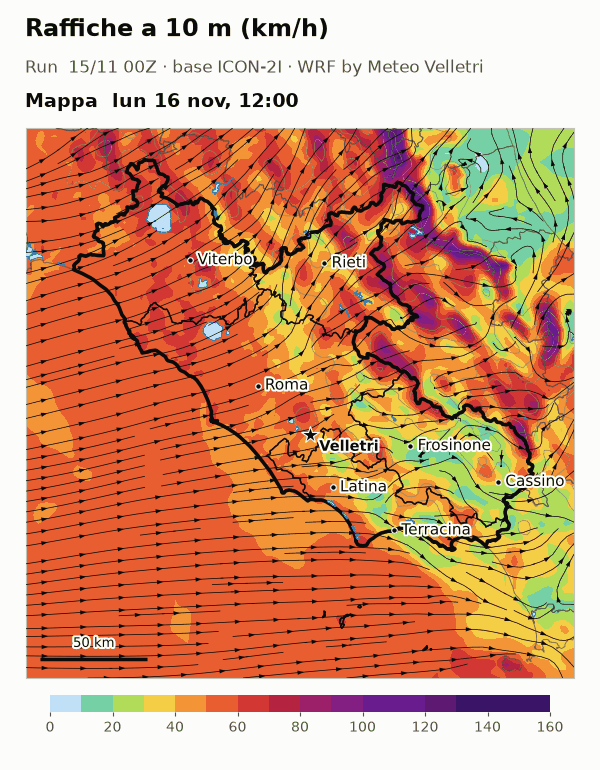 Raffiche a 10 m (km/h)
Run 15/11 00Z · base ICON-2I · WRF by Meteo Velletri
Mappa lun 16 nov, 12:00
Viterbo
Rieti
Roma
Velletri
Frosinone
Cassino
Latina
Terracina
50 km
0 20 40 60 80 100 120 140 160